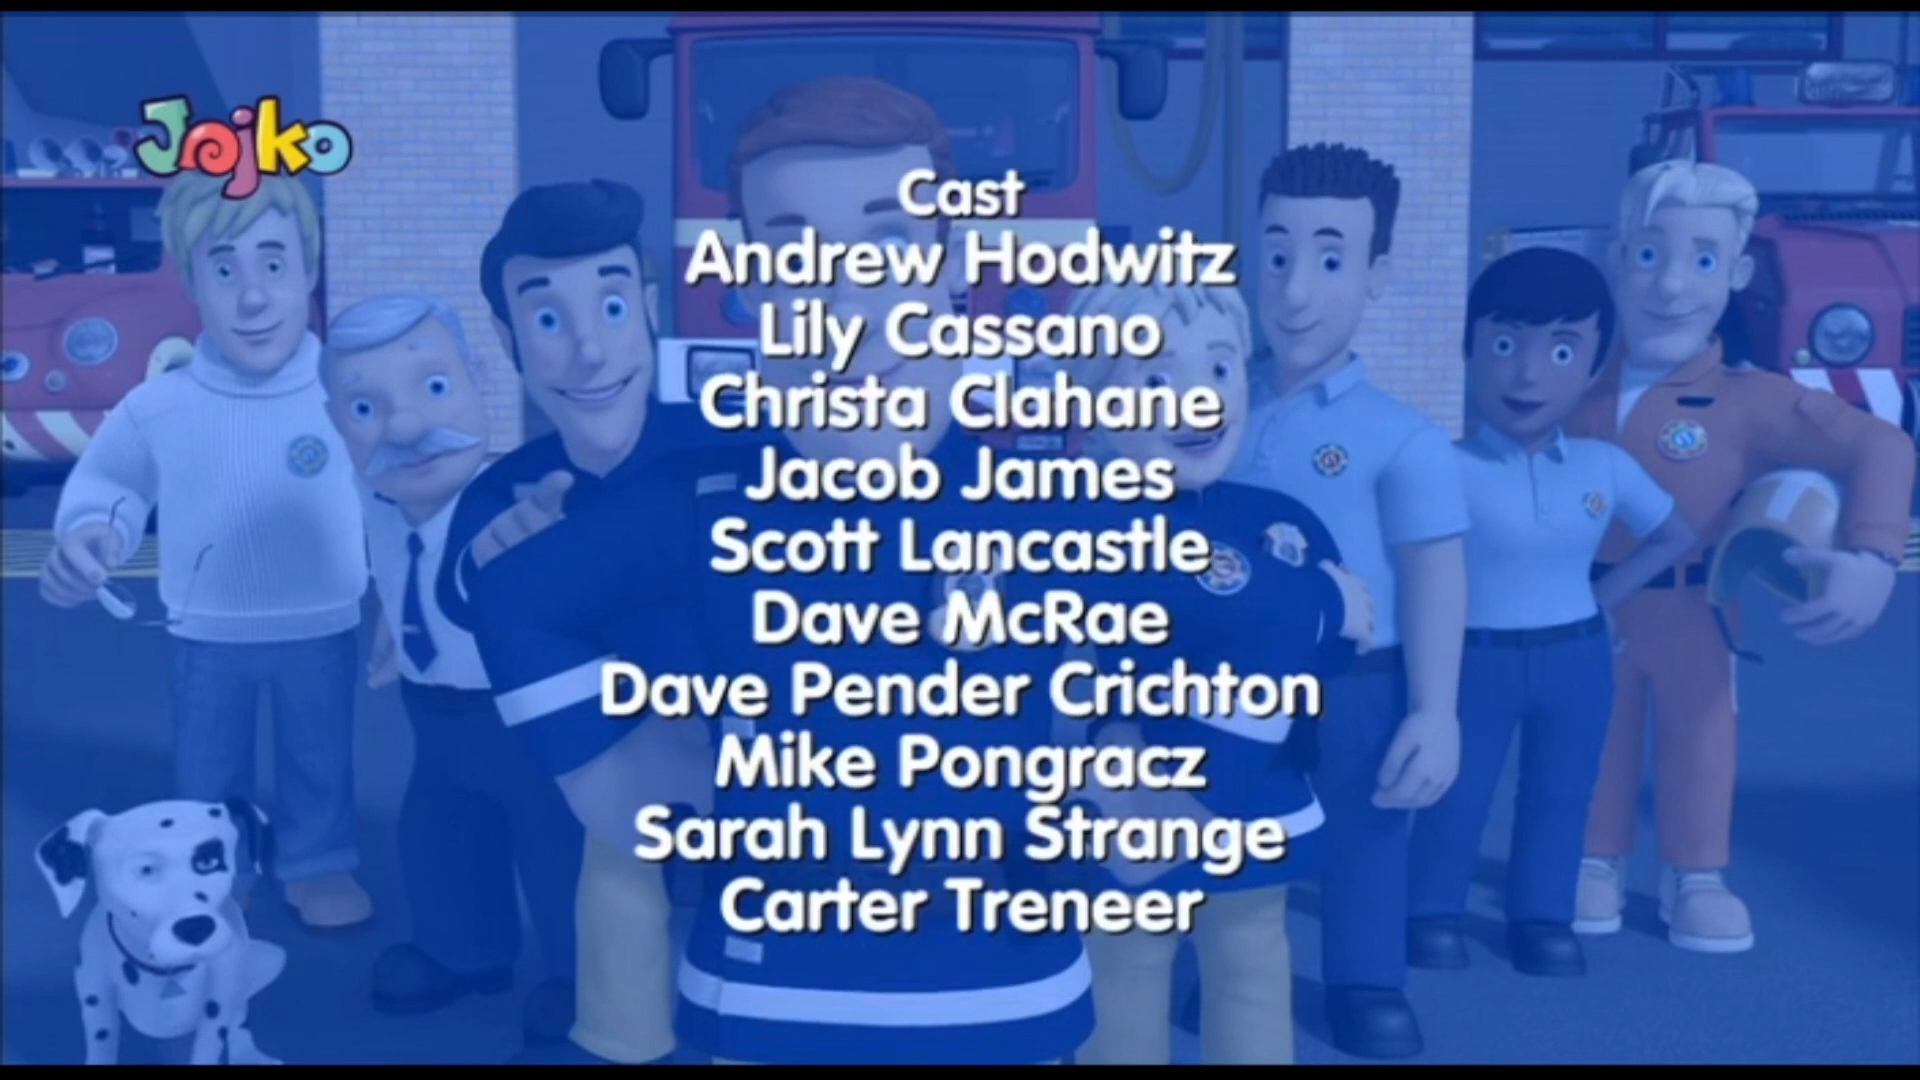 Jojko
Cast
Andrew Hodwitz
Lily Cassano
Christa Clahane
Jacob James
Scott Lancastle
Dave McRae
Dave Pender Crichton
Mike Pongracz
Sarah Lynn Strange
Carter Treneer